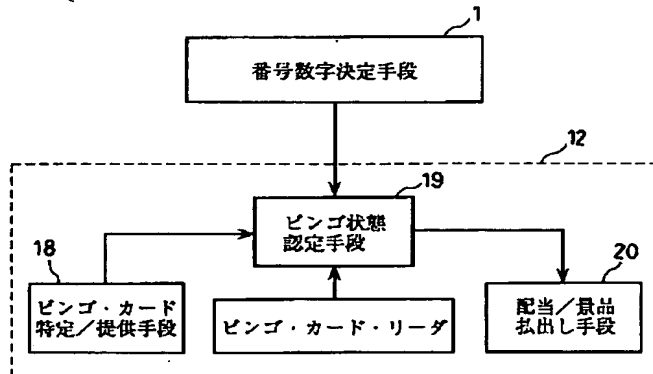 1
番号数字決定手段
12
19
ビンゴ状態
認定手段
18
ビンゴ・カード
特定/提供手段
ビンゴ・カード・リーダ
20
配当/景品
払出し手段